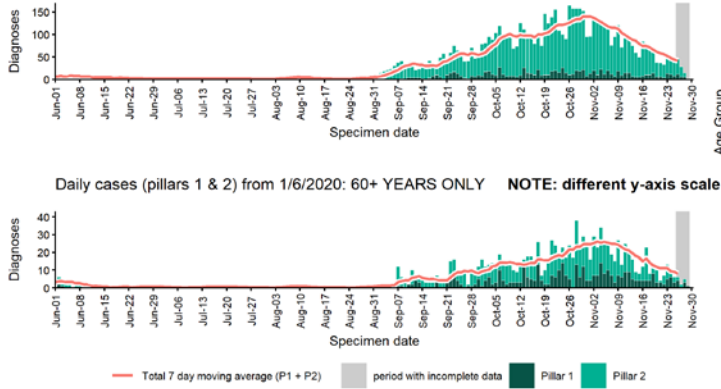 Diagnoses
150
100
50
0
Jun-01 Jun-08 Jun-15 Jun-22 Jun-29 Jul-06 Jul-13 Jul-20 Jul-27 Aug-03 Aug-10 Aug-17 Aug-24 Aug-31 Sep-07 Sep-14 Sep-21 Sep-28 Oct-05 Oct-12 Oct-19 Oct-26 Nov-02 Nov-09 Nov-16 Nov-23 Nov-30
Specimen date
Age Group
Daily cases (pillars 1 & 2) from 1/6/2020: 60+ YEARS ONLY NOTE: different y-axis scale
Diagnoses
40
30
20
10
0
Jun-01 Jun-08 Jun-15 Jun-22 Jun-29 Jul-06 Jul-13 Jul-20 Jul-27 Aug-03 Aug-10 Aug-17 Aug-24 Aug-31 Sep-07 Sep-14 Sep-21 Sep-28 Oct-05 Oct-12 Oct-19 Oct-26 Nov-02 Nov-09 Nov-16 Nov-23 Nov-30
Specimen date
Total 7 day moving average (P1 + P2) period with incomplete data Pillar 1 Pillar 2